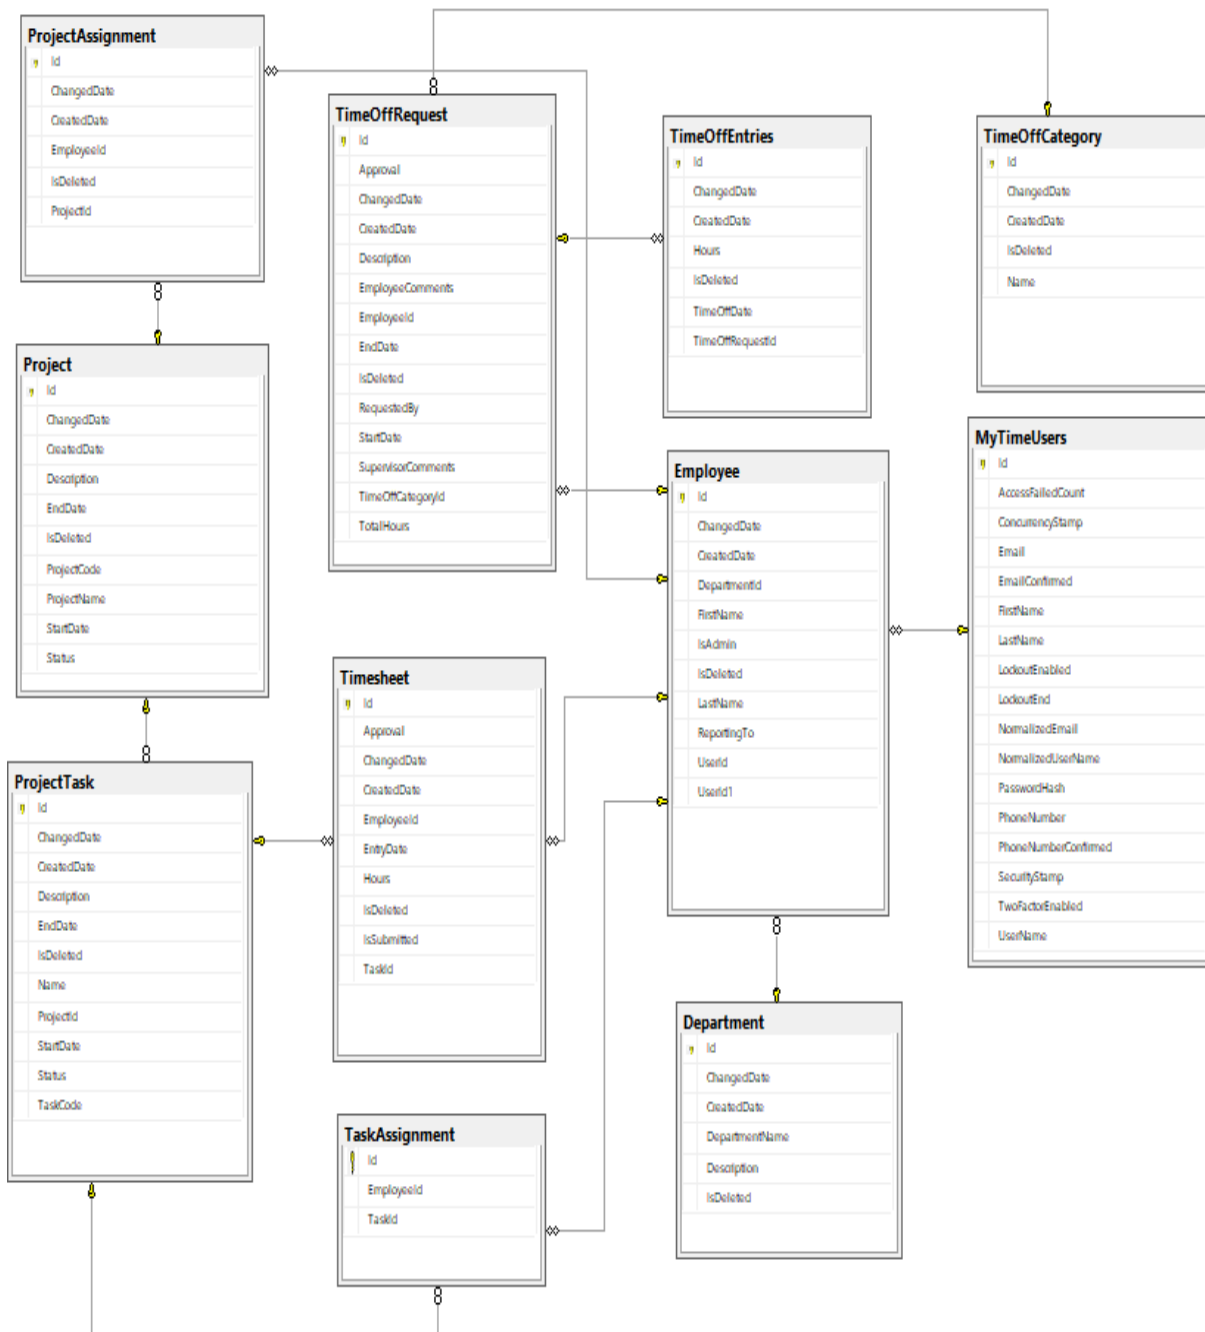 ProjectAssignment
Id
ChangedDate
CreatedDate
EmployeeId
IsDeleted
ProjectId
TimeOffRequest
Id
Approval
ChangedDate
CreatedDate
Description
EmployeeComments
EmployeeId
EndDate
IsDeleted
RequestedBy
StartDate
SupervisorComments
TimeOffCategoryId
TotalHours
TimeOffEntries
Id
ChangedDate
CreatedDate
Hours
IsDeleted
TimeOffDate
TimeOffRequestId
TimeOffCategory
Id
ChangedDate
CreatedDate
IsDeleted
Name
Project
Id
ChangedDate
CreatedDate
Description
EndDate
IsDeleted
ProjectCode
ProjectName
StartDate
Status
Employee
Id
ChangedDate
CreatedDate
DepartmentId
FirstName
IsAdmin
IsDeleted
LastName
ReportingTo
UserId
UserId1
MyTimeUsers
Id
AccessFailedCount
ConcurrencyStamp
Email
EmailConfirmed
FirstName
LastName
LockoutEnabled
LockoutEnd
NormalizedEmail
NormalizedUserName
PasswordHash
PhoneNumber
PhoneNumberConfirmed
SecurityStamp
TwoFactorEnabled
UserName
Timesheet
Id
Approval
ChangedDate
CreatedDate
EmployeeId
EntryDate
Hours
IsDeleted
IsSubmitted
TaskId
ProjectTask
Id
ChangedDate
CreatedDate
Description
EndDate
IsDeleted
Name
ProjectId
StartDate
Status
TaskCode
TaskAssignment
Id
EmployeeId
TaskId
Department
Id
ChangedDate
CreatedDate
DepartmentName
Description
IsDeleted